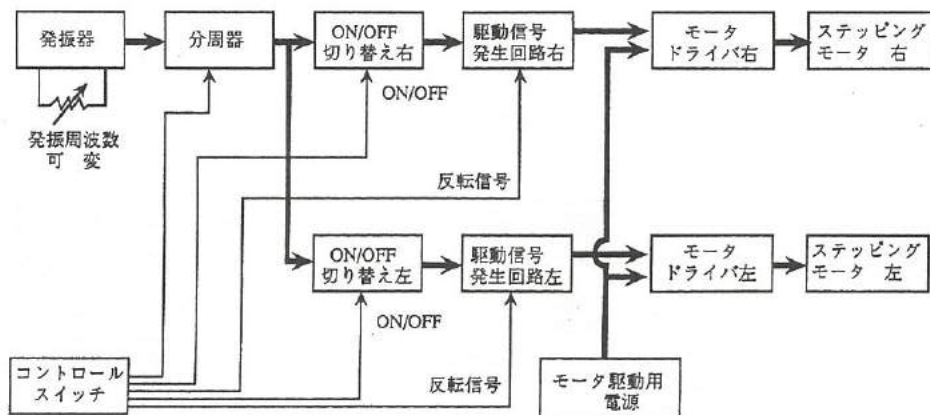 発振器
分周器
ON/OFF
切り替え右
駆動信号
発生回路右
モータ
ドライバ右
ステッピング
モータ 右
ON/OFF
発振周波数
可 変
反転信号
ON/OFF
切り替え左
駆動信号
発生回路左
モータ
ドライバ左
ステッピング
モータ 左
ON/OFF
コントロール
スイッチ
反転信号
モータ駆動用
電源